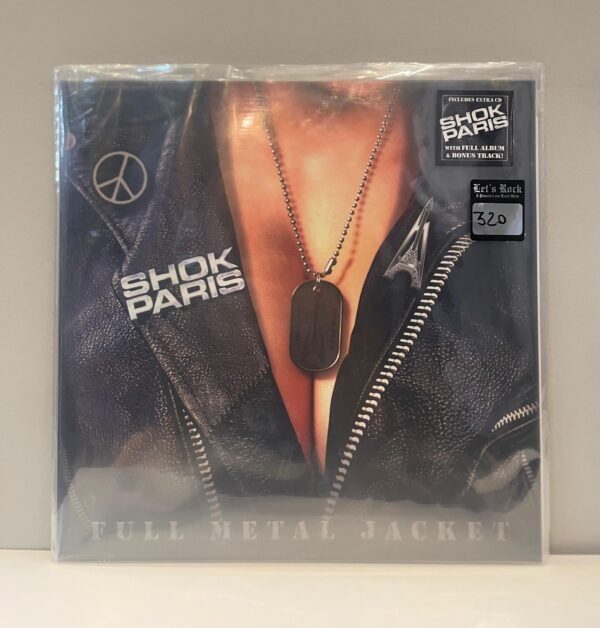 INCLUDES EXTRA CD
SHOK
PARIS
WITH FULL ALBUM
& BONUS TRACK!
Let's Rock
320
SHOK
PARIS
FULL METAL JACKET